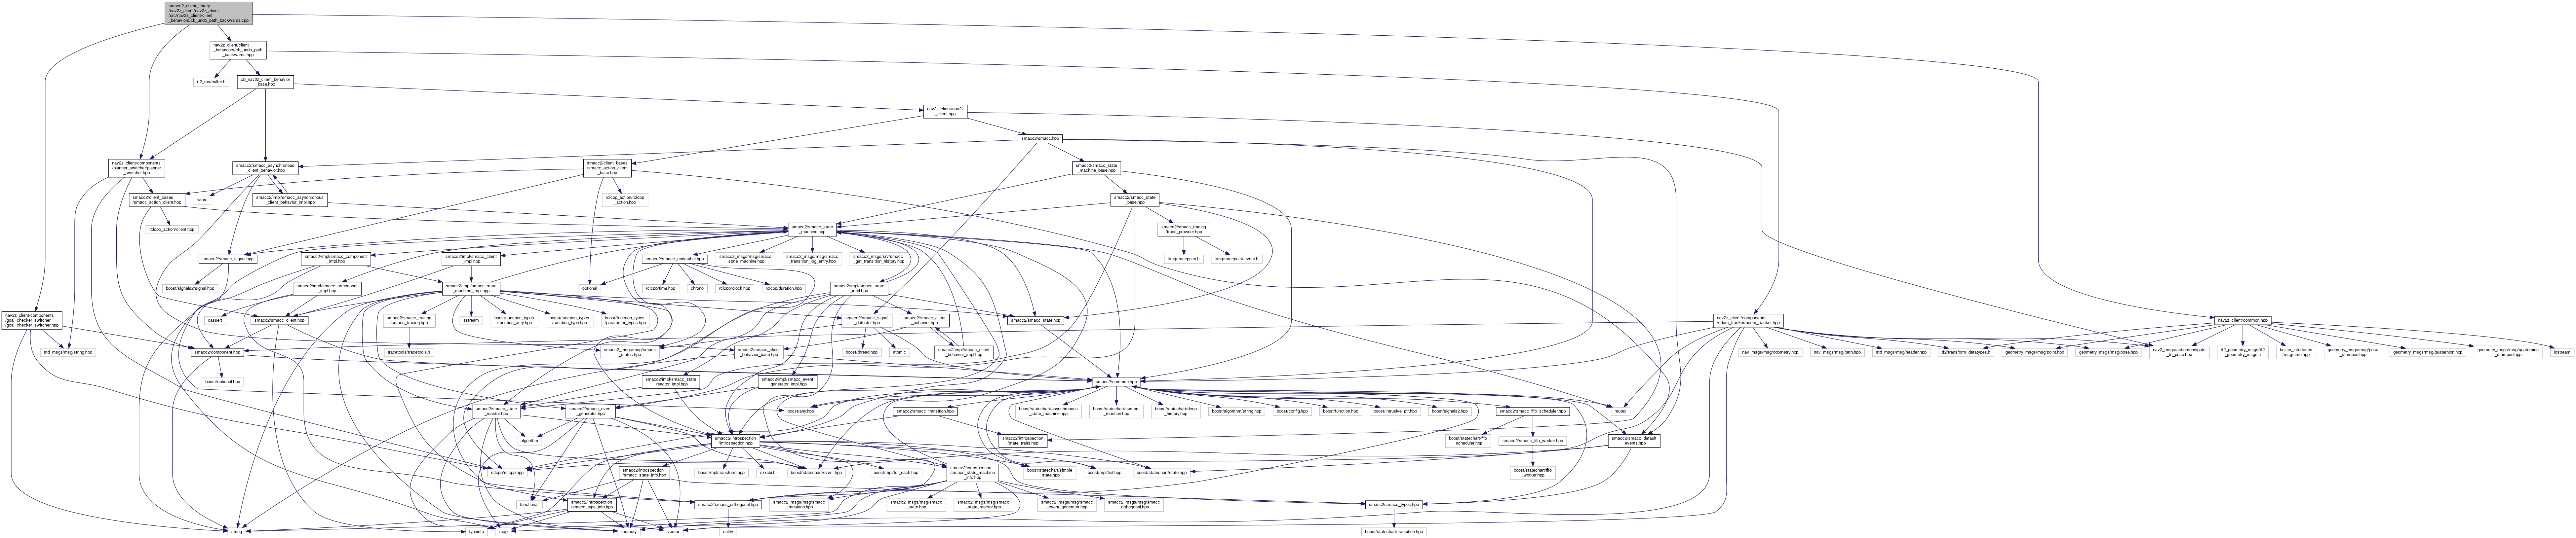 smacc2_client_library
/nav2z_client/nav2z_client
/src/nav2z_client/client
_behaviors/cb_undo_path_backwards.cpp
nav2z_client/client
_behaviors/cb_undo_path
_backwards.hpp
tf2_ros/buffer.h
cb_nav2z_client_behavior
_base.hpp
nav2z_client/nav2z
_client.hpp
smacc2/smacc.hpp
nav2z_client/components
/planner_switcher/planner
_switcher.hpp
smacc2/smacc_asynchronous
_client_behavior.hpp
smacc2/client_bases
/smacc_action_client
_base.hpp
smacc2/smacc_state
_machine_base.hpp
smacc2/client_bases
/smacc_action_client.hpp
future
smacc2/impl/smacc_asynchronous
_client_behavior_impl.hpp
rclcpp_action/rclcpp
_action.hpp
smacc2/smacc_state
_base.hpp
rclcpp_action/client.hpp
smacc2/smacc_state
_machine.hpp
smacc2/smacc_tracing
/trace_provider.hpp
smacc2/smacc_signal.hpp
smacc2/impl/smacc_component
_impl.hpp
smacc2/impl/smacc_client
_impl.hpp
smacc2/smacc_updatable.hpp
smacc2_msgs/msg/smacc
_state_machine.hpp
smacc2_msgs/msg/smacc
_transition_log_entry.hpp
smacc2_msgs/srv/smacc
_get_transition_history.hpp
lttng/tracepoint.h
lttng/tracepoint-event.h
boost/signals2/signal.hpp
smacc2/impl/smacc_orthogonal
_impl.hpp
smacc2/impl/smacc_state
_machine_impl.hpp
optional
rclcpp/time.hpp
chrono
rclcpp/clock.hpp
rclcpp/duration.hpp
smacc2/impl/smacc_state
_impl.hpp
nav2z_client/components
/goal_checker_switcher
/goal_checker_switcher.hpp
cassert
smacc2/smacc_client.hpp
smacc2/smacc_tracing
/smacc_tracing.hpp
sstream
boost/function_types
/function_arity.hpp
boost/function_types
/function_type.hpp
boost/function_types
/parameter_types.hpp
smacc2/smacc_signal
_detector.hpp
smacc2/smacc_client
_behavior.hpp
smacc2/smacc_state.hpp
nav2z_client/components
/odom_tracker/odom_tracker.hpp
nav2z_client/common.hpp
std_msgs/msg/string.hpp
smacc2/component.hpp
tracetools/tracetools.h
smacc2_msgs/msg/smacc
_status.hpp
smacc2/smacc_client
_behavior_base.hpp
boost/thread.hpp
atomic
smacc2/impl/smacc_client
_behavior_impl.hpp
nav_msgs/msg/odometry.hpp
nav_msgs/msg/path.hpp
std_msgs/msg/header.hpp
tf2/transform_datatypes.h
geometry_msgs/msg/point.hpp
geometry_msgs/msg/pose.hpp
nav2_msgs/action/navigate
_to_pose.hpp
tf2_geometry_msgs/tf2
_geometry_msgs.h
builtin_interfaces
/msg/time.hpp
geometry_msgs/msg/pose
_stamped.hpp
geometry_msgs/msg/quaternion.hpp
geometry_msgs/msg/quaternion
_stamped.hpp
iostream
boost/optional.hpp
smacc2/impl/smacc_state
_reactor_impl.hpp
smacc2/impl/smacc_event
_generator_impl.hpp
smacc2/common.hpp
smacc2/smacc_state
_reactor.hpp
smacc2/smacc_event
_generator.hpp
boost/any.hpp
smacc2/smacc_transition.hpp
boost/statechart/asynchronous
_state_machine.hpp
boost/statechart/custom
_reaction.hpp
boost/statechart/deep
_history.hpp
boost/algorithm/string.hpp
boost/config.hpp
boost/function.hpp
boost/intrusive_ptr.hpp
boost/signals2.hpp
smacc2/smacc_fifo_scheduler.hpp
mutex
algorithm
smacc2/introspection
/introspection.hpp
smacc2/introspection
/state_traits.hpp
boost/statechart/fifo
_scheduler.hpp
smacc2/smacc_fifo_worker.hpp
smacc2/smacc_default
_events.hpp
rclcpp/rclcpp.hpp
smacc2/introspection
/smacc_state_info.hpp
boost/mpl/transform.hpp
cxxabi.h
boost/statechart/event.hpp
boost/mpl/for_each.hpp
smacc2/introspection
/smacc_state_machine
_info.hpp
boost/statechart/simple
_state.hpp
boost/mpl/list.hpp
boost/statechart/state.hpp
boost/statechart/fifo
_worker.hpp
functional
smacc2/introspection
/smacc_type_info.hpp
smacc2/smacc_orthogonal.hpp
smacc2_msgs/msg/smacc
_transition.hpp
smacc2_msgs/msg/smacc
_state.hpp
smacc2_msgs/msg/smacc
_state_reactor.hpp
smacc2_msgs/msg/smacc
_event_generator.hpp
smacc2_msgs/msg/smacc
_orthogonal.hpp
smacc2/smacc_types.hpp
string
typeinfo
map
memory
vector
utility
boost/statechart/transition.hpp